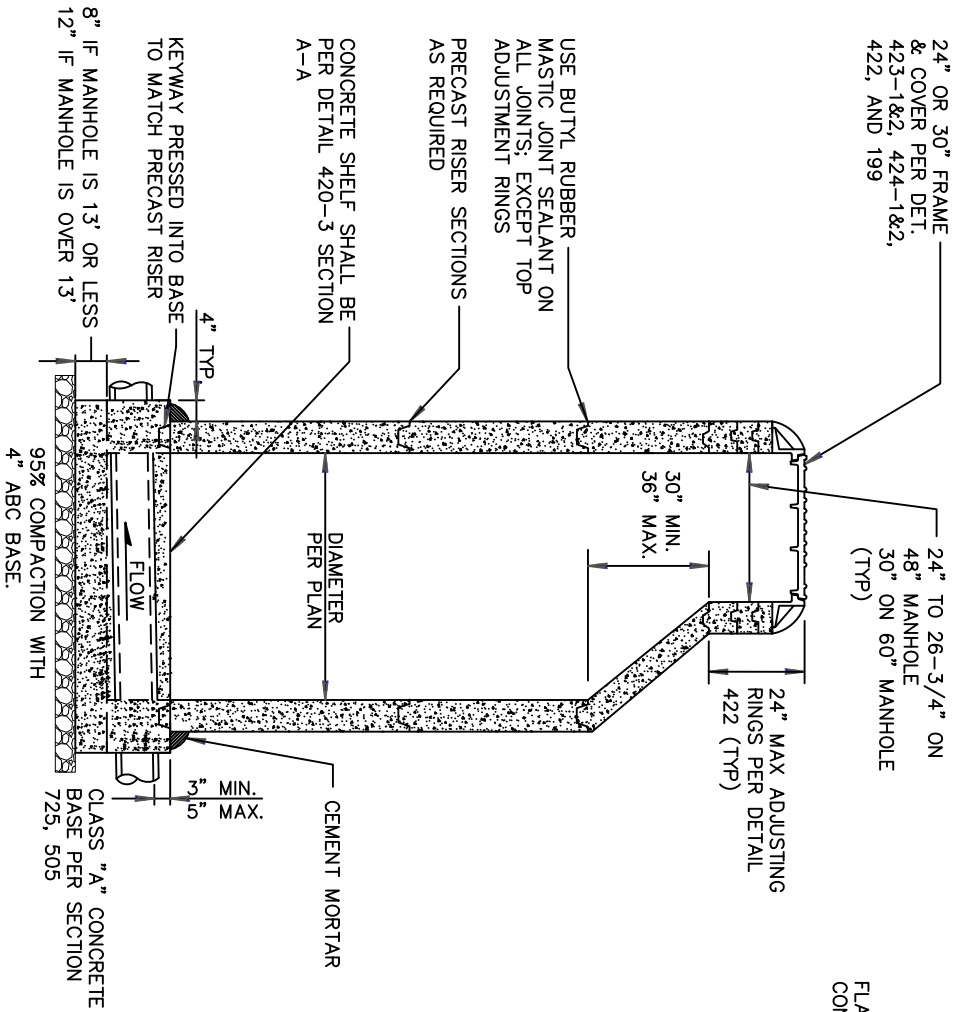 24" OR 30" FRAME
& COVER PER DET.
423-1&2, 424-1&2,
422, AND 199
24" TO 26-3/4" ON
48" MANHOLE
30" ON 60" MANHOLE
(TYP)
24" MAX ADJUSTING
RINGS PER DETAIL
422 (TYP)
USE BUTYL RUBBER
MASTIC JOINT SEALANT ON
ALL JOINTS; EXCEPT TOP
ADJUSTMENT RINGS
30" MIN.
36" MAX.
PRECAST RISER SECTIONS
AS REQUIRED
DIAMETER
PER PLAN
CONCRETE SHELF SHALL BE
PER DETAIL 420-3 SECTION
A-A
CEMENT MORTAR
KEYWAY PRESSED INTO BASE
TO MATCH PRECAST RISER
4" TYP
FLOW
3" MIN.
5" MAX.
8" IF MANHOLE IS 13' OR LESS
12" IF MANHOLE IS OVER 13'
95% COMPACTION WITH
4" ABC BASE.
CLASS "A" CONCRETE
BASE PER SECTION
725, 505